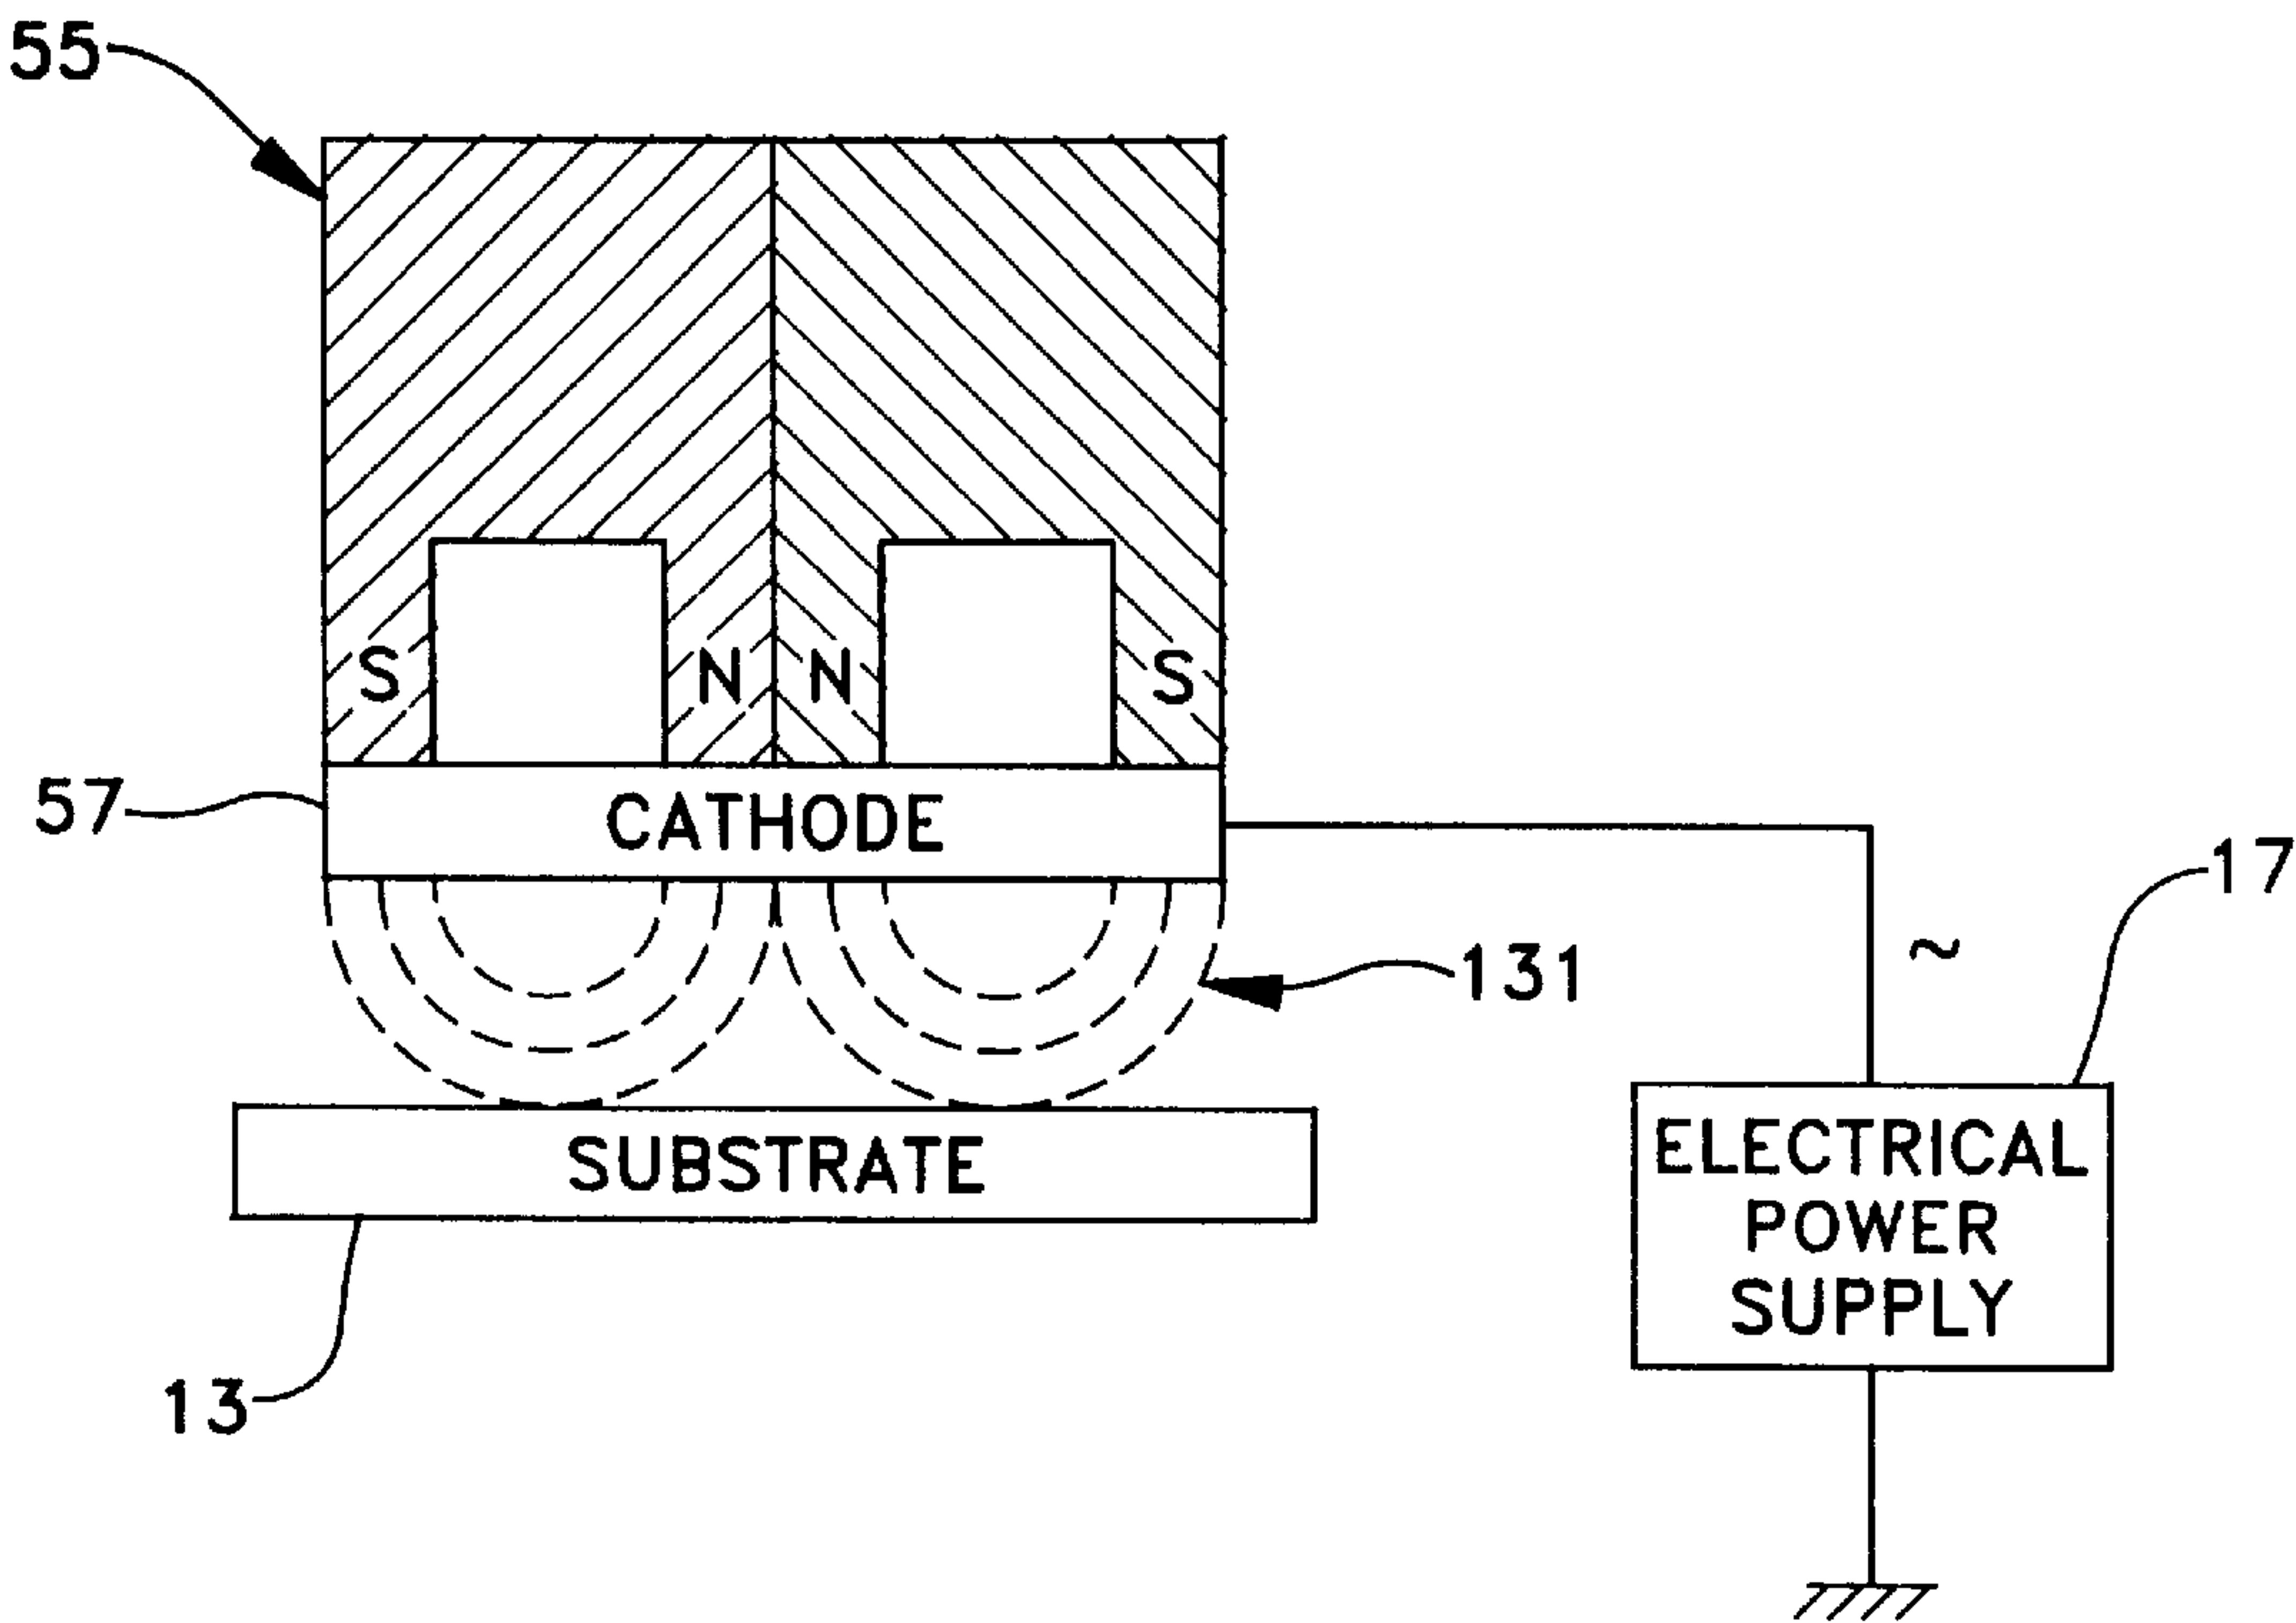 55
S N N S
57
CATHODE
17
~
131
SUBSTRATE
ELECTRICAL
POWER
SUPPLY
13